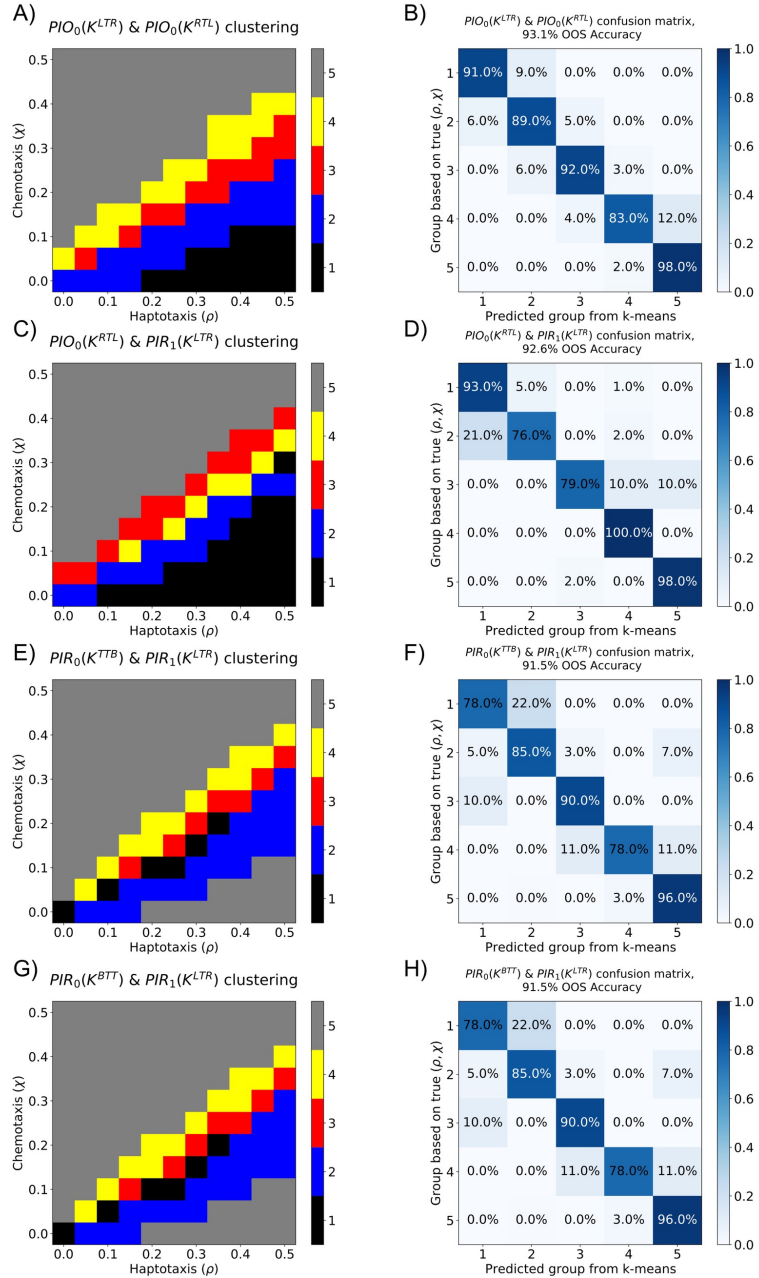 A)
PIO₀(K^LTR) & PIO₀(K^RTL) clustering
Chemotaxis (χ)
0.5
0.4
0.3
0.2
0.1
0.0
0.0 0.1 0.2 0.3 0.4 0.5
Haptotaxis (ρ)
5
4
3
2
1
B)
PIO₀(K^LTR) & PIO₀(K^RTL) confusion matrix,
93.1% OOS Accuracy
Group based on true (ρ, χ)
1 91.0% 9.0% 0.0% 0.0% 0.0%
2 6.0% 89.0% 5.0% 0.0% 0.0%
3 0.0% 6.0% 92.0% 3.0% 0.0%
4 0.0% 0.0% 4.0% 83.0% 12.0%
5 0.0% 0.0% 0.0% 2.0% 98.0%
1 2 3 4 5
Predicted group from k-means
1.0
0.8
0.6
0.4
0.2
0.0
C)
PIO₀(K^RTL) & PIR₁(K^LTR) clustering
Chemotaxis (χ)
0.5
0.4
0.3
0.2
0.1
0.0
0.0 0.1 0.2 0.3 0.4 0.5
Haptotaxis (ρ)
5
4
3
2
1
D)
PIO₀(K^RTL) & PIR₁(K^LTR) confusion matrix,
92.6% OOS Accuracy
Group based on true (ρ, χ)
1 93.0% 5.0% 0.0% 1.0% 0.0%
2 21.0% 76.0% 0.0% 2.0% 0.0%
3 0.0% 0.0% 79.0% 10.0% 10.0%
4 0.0% 0.0% 0.0% 100.0% 0.0%
5 0.0% 0.0% 2.0% 0.0% 98.0%
1 2 3 4 5
Predicted group from k-means
1.0
0.8
0.6
0.4
0.2
0.0
E)
PIR₀(K^TTB) & PIR₁(K^LTR) clustering
Chemotaxis (χ)
0.5
0.4
0.3
0.2
0.1
0.0
0.0 0.1 0.2 0.3 0.4 0.5
Haptotaxis (ρ)
5
4
3
2
1
F)
PIR₀(K^TTB) & PIR₁(K^LTR) confusion matrix,
91.5% OOS Accuracy
Group based on true (ρ, χ)
1 78.0% 22.0% 0.0% 0.0% 0.0%
2 5.0% 85.0% 3.0% 0.0% 7.0%
3 10.0% 0.0% 90.0% 0.0% 0.0%
4 0.0% 0.0% 11.0% 78.0% 11.0%
5 0.0% 0.0% 0.0% 3.0% 96.0%
1 2 3 4 5
Predicted group from k-means
1.0
0.8
0.6
0.4
0.2
0.0
G)
PIR₀(K^BTT) & PIR₁(K^LTR) clustering
Chemotaxis (χ)
0.5
0.4
0.3
0.2
0.1
0.0
0.0 0.1 0.2 0.3 0.4 0.5
Haptotaxis (ρ)
5
4
3
2
1
H)
PIR₀(K^BTT) & PIR₁(K^LTR) confusion matrix,
91.5% OOS Accuracy
Group based on true (ρ, χ)
1 78.0% 22.0% 0.0% 0.0% 0.0%
2 5.0% 85.0% 3.0% 0.0% 7.0%
3 10.0% 0.0% 90.0% 0.0% 0.0%
4 0.0% 0.0% 11.0% 78.0% 11.0%
5 0.0% 0.0% 0.0% 3.0% 96.0%
1 2 3 4 5
Predicted group from k-means
1.0
0.8
0.6
0.4
0.2
0.0